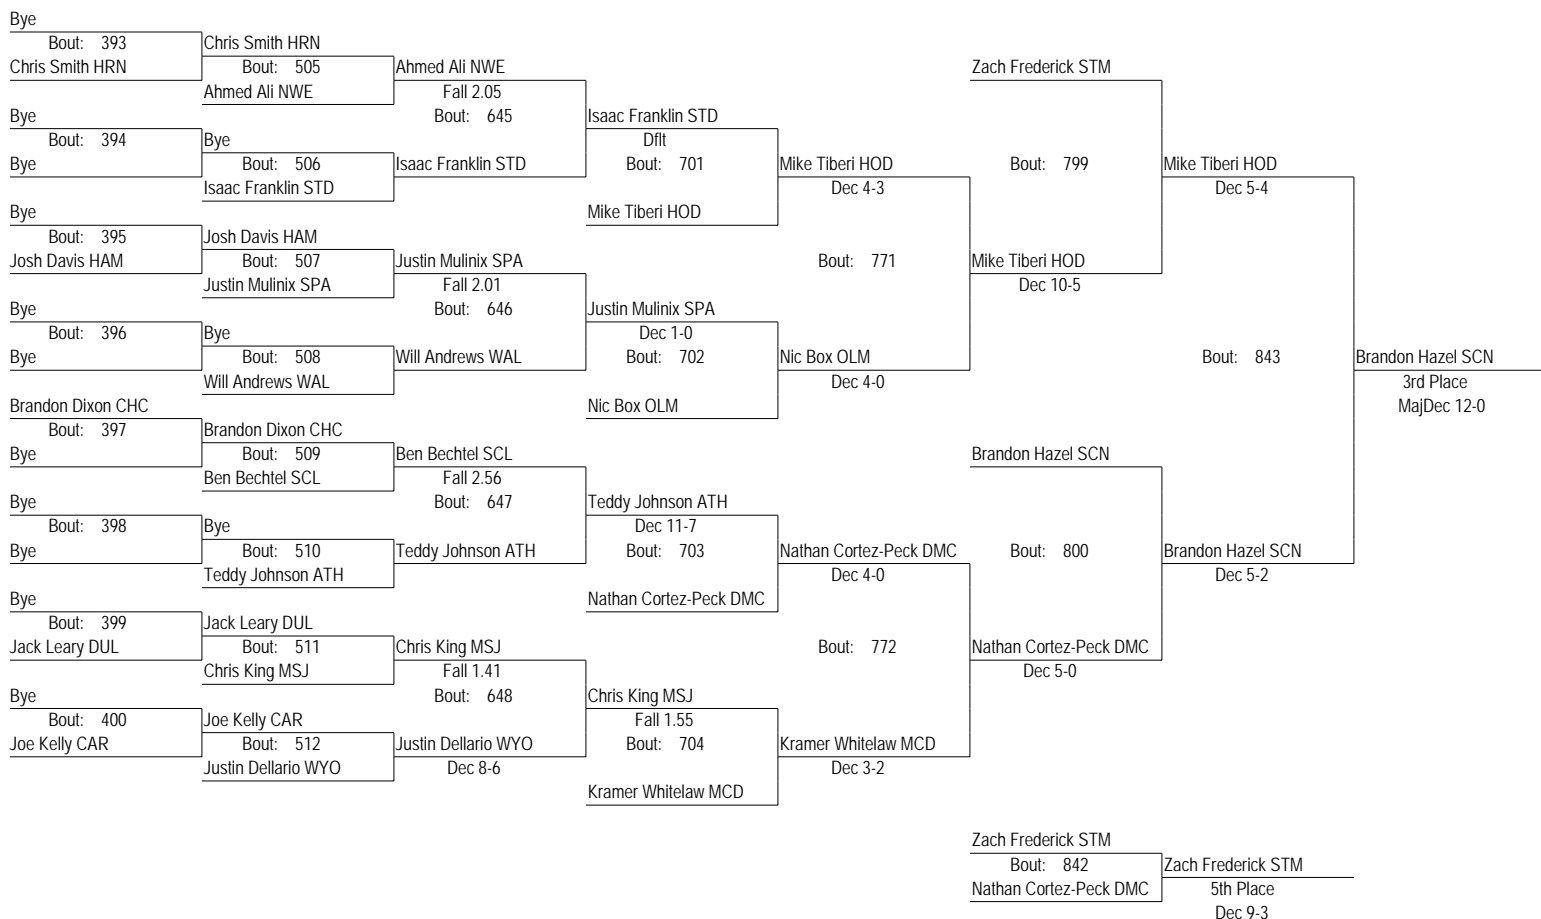 Bye
Bout: 393
Chris Smith HRN
Chris Smith HRN
Bout: 505
Ahmed Ali NWE
Ahmed Ali NWE
Fall 2.05
Bout: 645
Bye
Bout: 394
Bye
Bye
Bout: 506
Isaac Franklin STD
Isaac Franklin STD
Isaac Franklin STD
Dflt
Bout: 701
Mike Tiberi HOD
Mike Tiberi HOD
Dec 4-3
Bye
Bout: 395
Josh Davis HAM
Josh Davis HAM
Bout: 507
Justin Mulinix SPA
Justin Mulinix SPA
Fall 2.01
Bout: 646
Bye
Bout: 396
Bye
Bye
Bout: 508
Will Andrews WAL
Will Andrews WAL
Justin Mulinix SPA
Dec 1-0
Bout: 702
Nic Box OLM
Nic Box OLM
Dec 4-0
Bout: 771
Mike Tiberi HOD
Dec 10-5
Zach Frederick STM
Bout: 799
Mike Tiberi HOD
Dec 5-4
Brandon Dixon CHC
Bout: 397
Bye
Brandon Dixon CHC
Bout: 509
Ben Bechtel SCL
Ben Bechtel SCL
Fall 2.56
Bout: 647
Bye
Bout: 398
Bye
Bye
Bout: 510
Teddy Johnson ATH
Teddy Johnson ATH
Teddy Johnson ATH
Dec 11-7
Bout: 703
Nathan Cortez-Peck DMC
Nathan Cortez-Peck DMC
Dec 4-0
Bye
Bout: 399
Jack Leary DUL
Jack Leary DUL
Bout: 511
Chris King MSJ
Chris King MSJ
Fall 1.41
Bout: 648
Bye
Bout: 400
Joe Kelly CAR
Joe Kelly CAR
Bout: 512
Justin Dellario WYO
Justin Dellario WYO
Dec 8-6
Chris King MSJ
Fall 1.55
Bout: 704
Kramer Whitelaw MCD
Kramer Whitelaw MCD
Dec 3-2
Bout: 772
Nathan Cortez-Peck DMC
Dec 5-0
Brandon Hazel SCN
Bout: 800
Brandon Hazel SCN
Dec 5-2
Bout: 843
Brandon Hazel SCN
3rd Place
MajDec 12-0
Zach Frederick STM
Bout: 842
Nathan Cortez-Peck DMC
Zach Frederick STM
5th Place
Dec 9-3